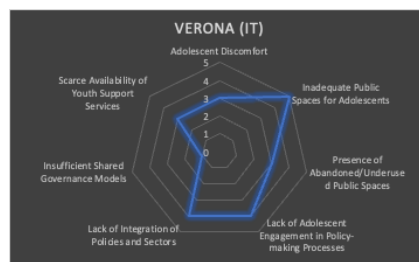 VERONA (IT)
Adolescent Discomfort
5
4
3
2
1
0
Inadequate Public
Spaces for Adolescents
Presence of
Abandoned/Underuse
d Public Spaces
Lack of Adolescent
Engagement in Policy-
making Processes
Lack of Integration of
Policies and Sectors
Insufficient Shared
Governance Models
Scarce Availability of
Youth Support
Services